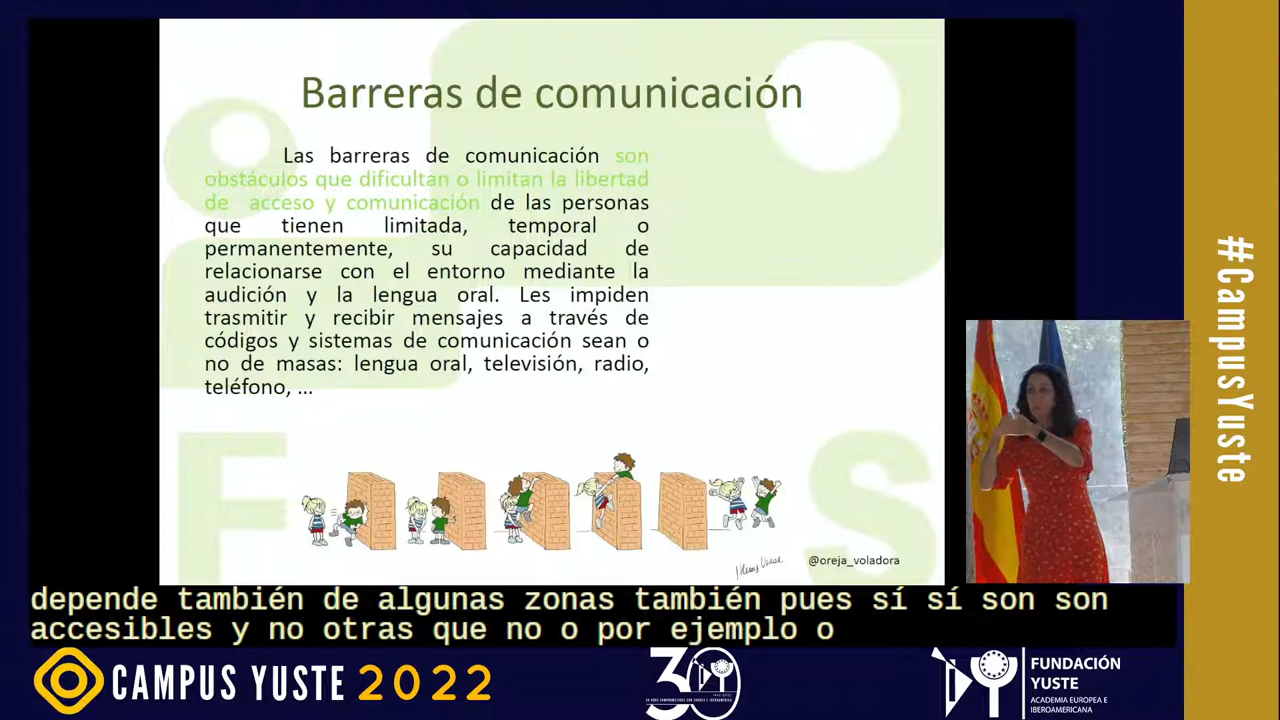 Barreras de comunicación
Las barreras de comunicación son
obstáculos que dificultan o limitan la libertad
de acceso y comunicación de las personas
que tienen limitada, temporal o
permanentemente, su capacidad de
relacionarse con el entorno mediante la
audición y la lengua oral. Les impiden
trasmitir y recibir mensajes a través de
códigos y sistemas de comunicación sean o
no de masas: lengua oral, televisión, radio,
teléfono, ...
F
S
@oreja_voladora
#CampusYuste
depende también de algunas zonas también pues sí sí son son
accesibles y no otras que no o por ejemplo o
CAMPUS YUSTE 2022
30
FUNDACIÓN
YUSTE
ACADEMIA EUROPEA E
IBEROAMERICANA